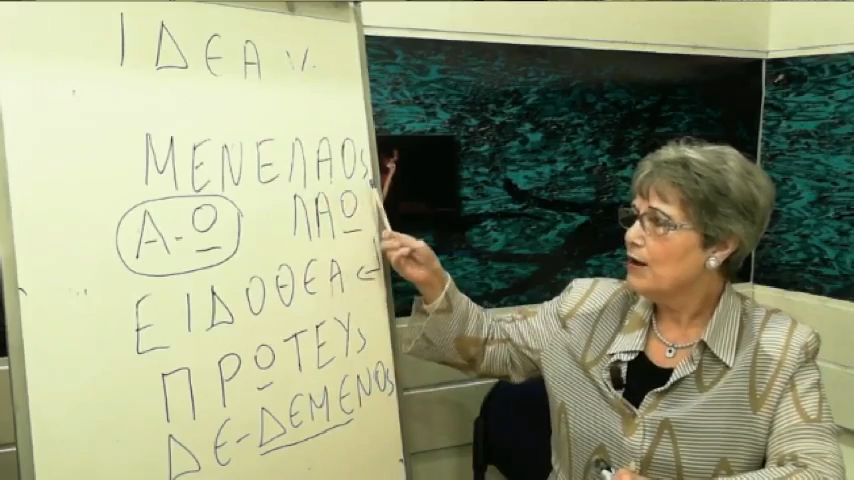 ΙΔΕΑ ν.
ΜΕΝΕΛΑΟς
Α-Ο ΛΑΟ
ΕΙΔΟΘΕΑ
ΠΡΟΤΕΥς
ΔΕ-ΔΕΜΕΝΟς